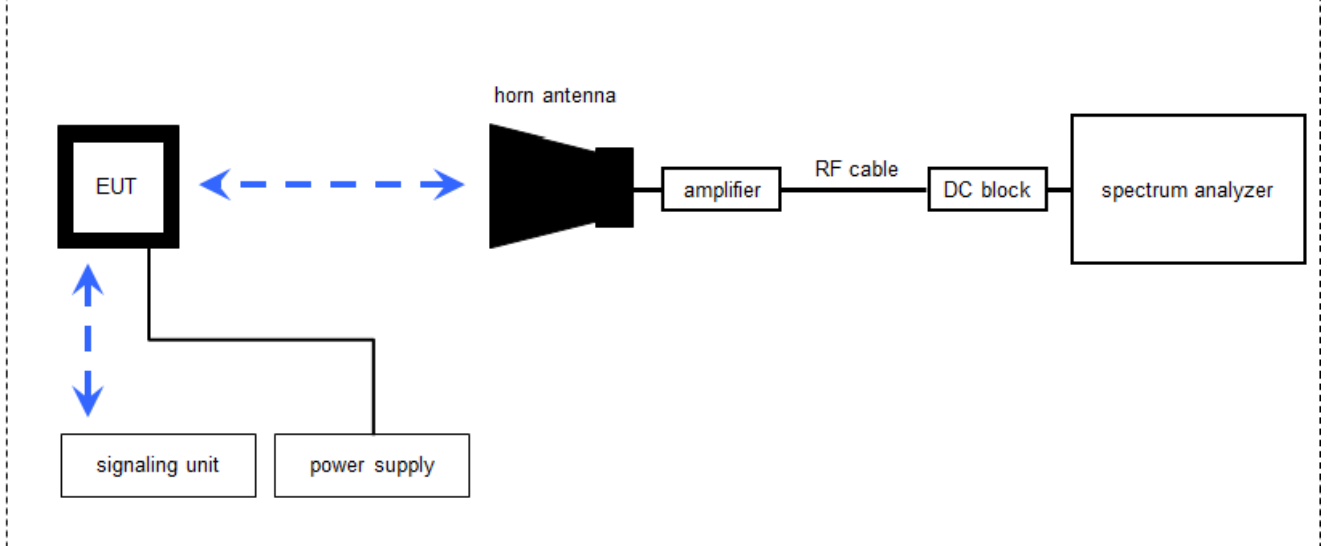 horn antenna
EUT
amplifier
RF cable
DC block
spectrum analyzer
signaling unit
power supply